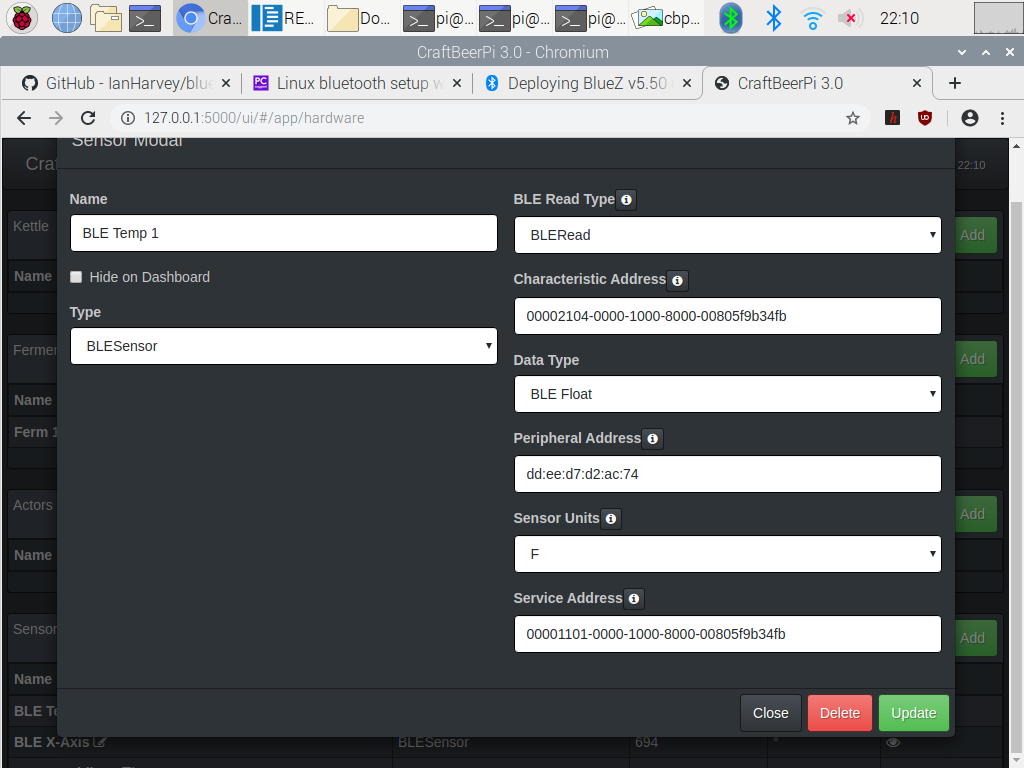 Cra...
RE...
Do...
pi@...
pi@...
pi@...
cbp...
22:10
CraftBeerPi 3.0 - Chromium
GitHub - IanHarvey/blue
Linux bluetooth setup w
Deploying BlueZ v5.50
CraftBeerPi 3.0
127.0.0.1:5000/ui/#/app/hardware
Sensor Modal
Cra
22:10
Name
BLE Temp 1
Hide on Dashboard
Type
BLESensor
BLE Read Type
BLERead
Characteristic Address
00002104-0000-1000-8000-00805f9b34fb
Data Type
BLE Float
Peripheral Address
dd:ee:d7:d2:ac:74
Sensor Units
F
Service Address
00001101-0000-1000-8000-00805f9b34fb
Close
Delete
Update
Kettle
Add
Name
Fermen
Add
Name
Ferm 1
Actors
Add
Name
Sensor
Add
Name
BLE Te
BLE X-Axis
BLESensor
694